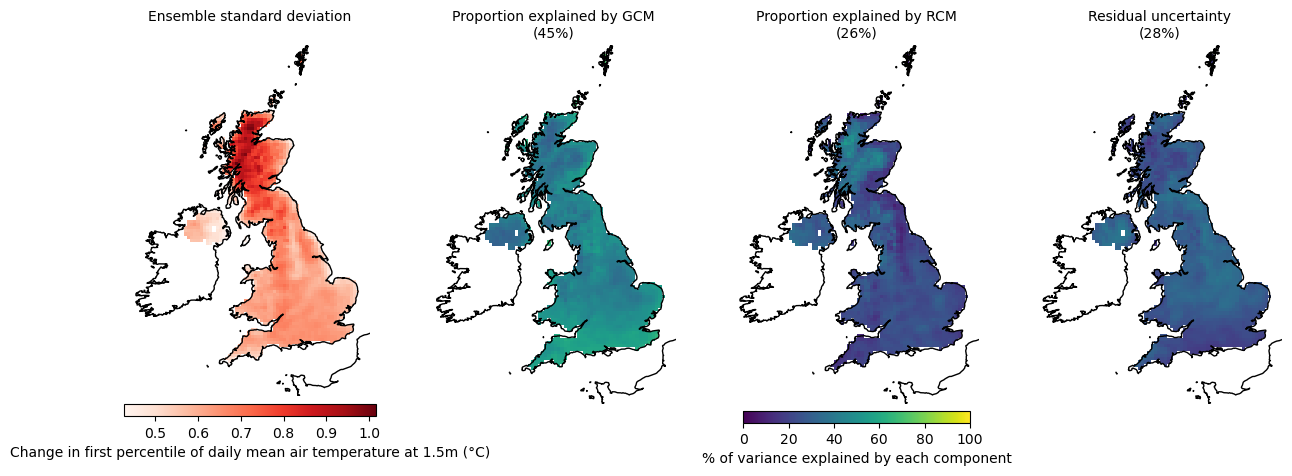 Ensemble standard deviation
Proportion explained by GCM
(45%)
Proportion explained by RCM
(26%)
Residual uncertainty
(28%)
0.5 0.6 0.7 0.8 0.9 1.0
Change in first percentile of daily mean air temperature at 1.5m (°C)
0 20 40 60 80 100
% of variance explained by each component